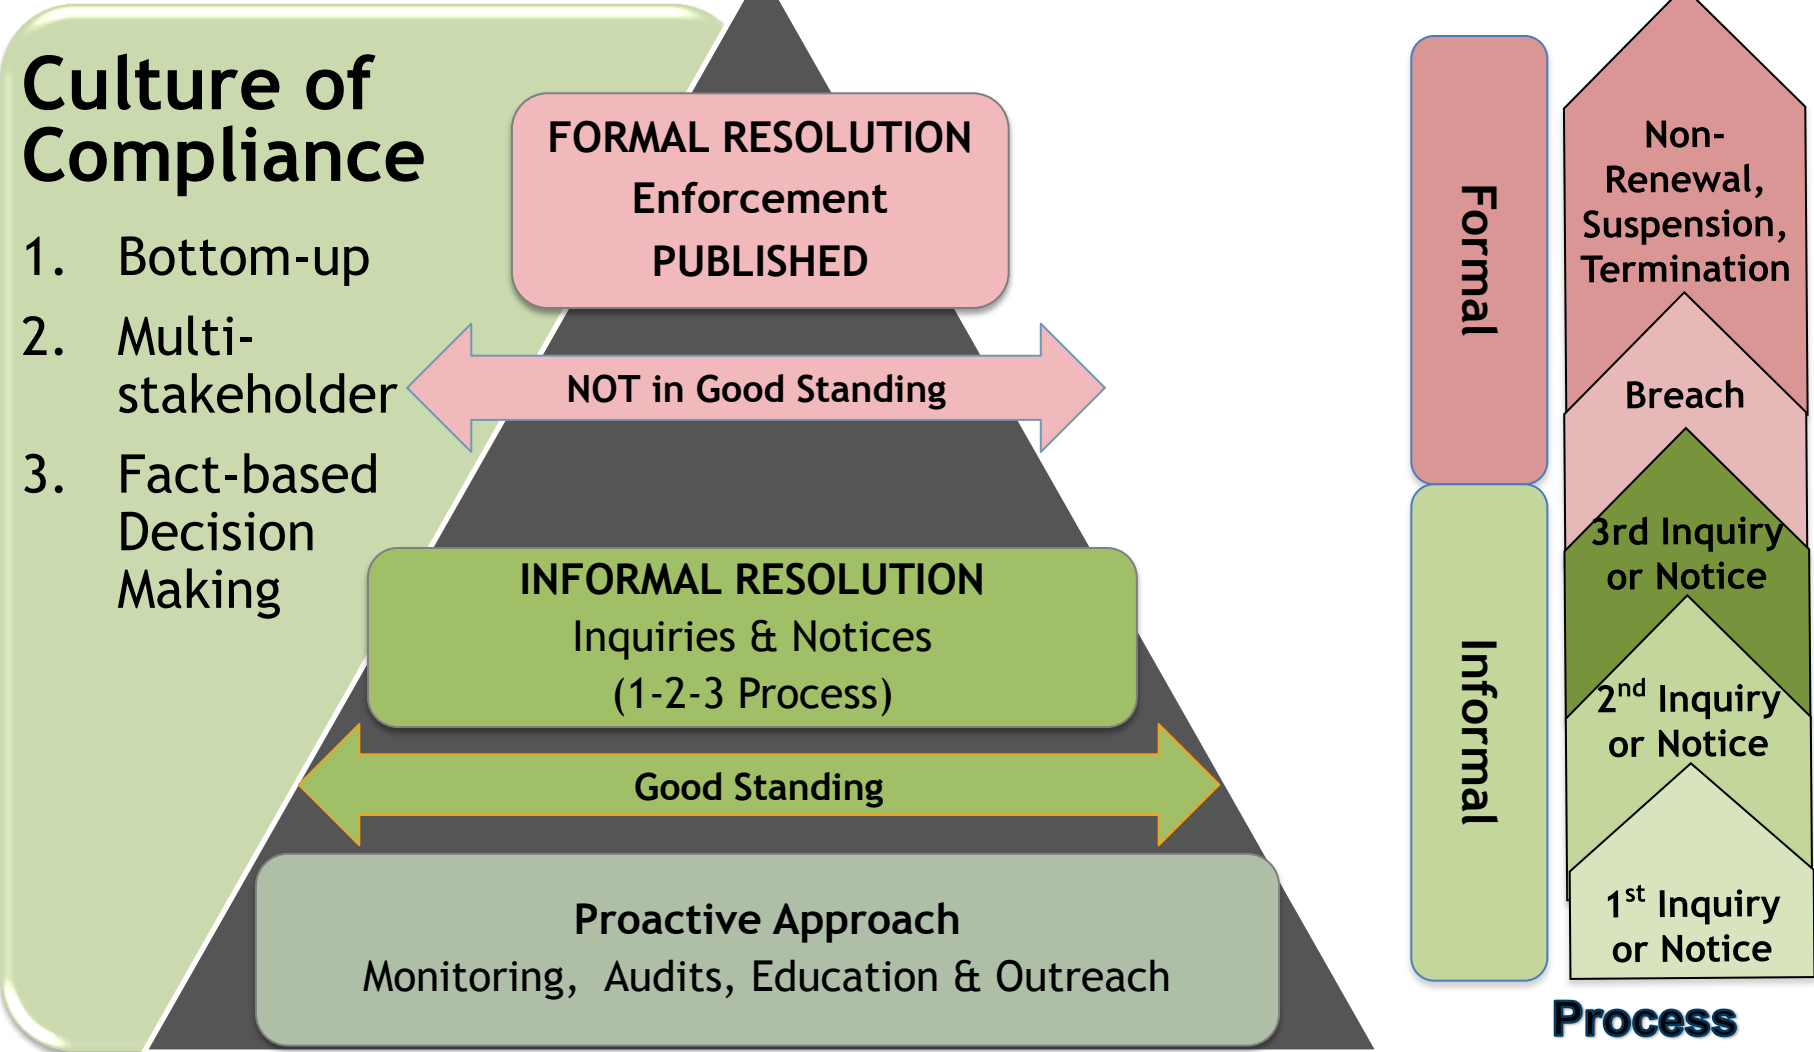 Culture of
Compliance
1. Bottom-up
2. Multi-
stakeholder
3. Fact-based
Decision
Making
FORMAL RESOLUTION
Enforcement
PUBLISHED
NOT in Good Standing
INFORMAL RESOLUTION
Inquiries & Notices
(1-2-3 Process)
Good Standing
Proactive Approach
Monitoring, Audits, Education & Outreach
Formal
Informal
Non-
Renewal,
Suspension,
Termination
Breach
3rd Inquiry
or Notice
2nd Inquiry
or Notice
1st Inquiry
or Notice
Process